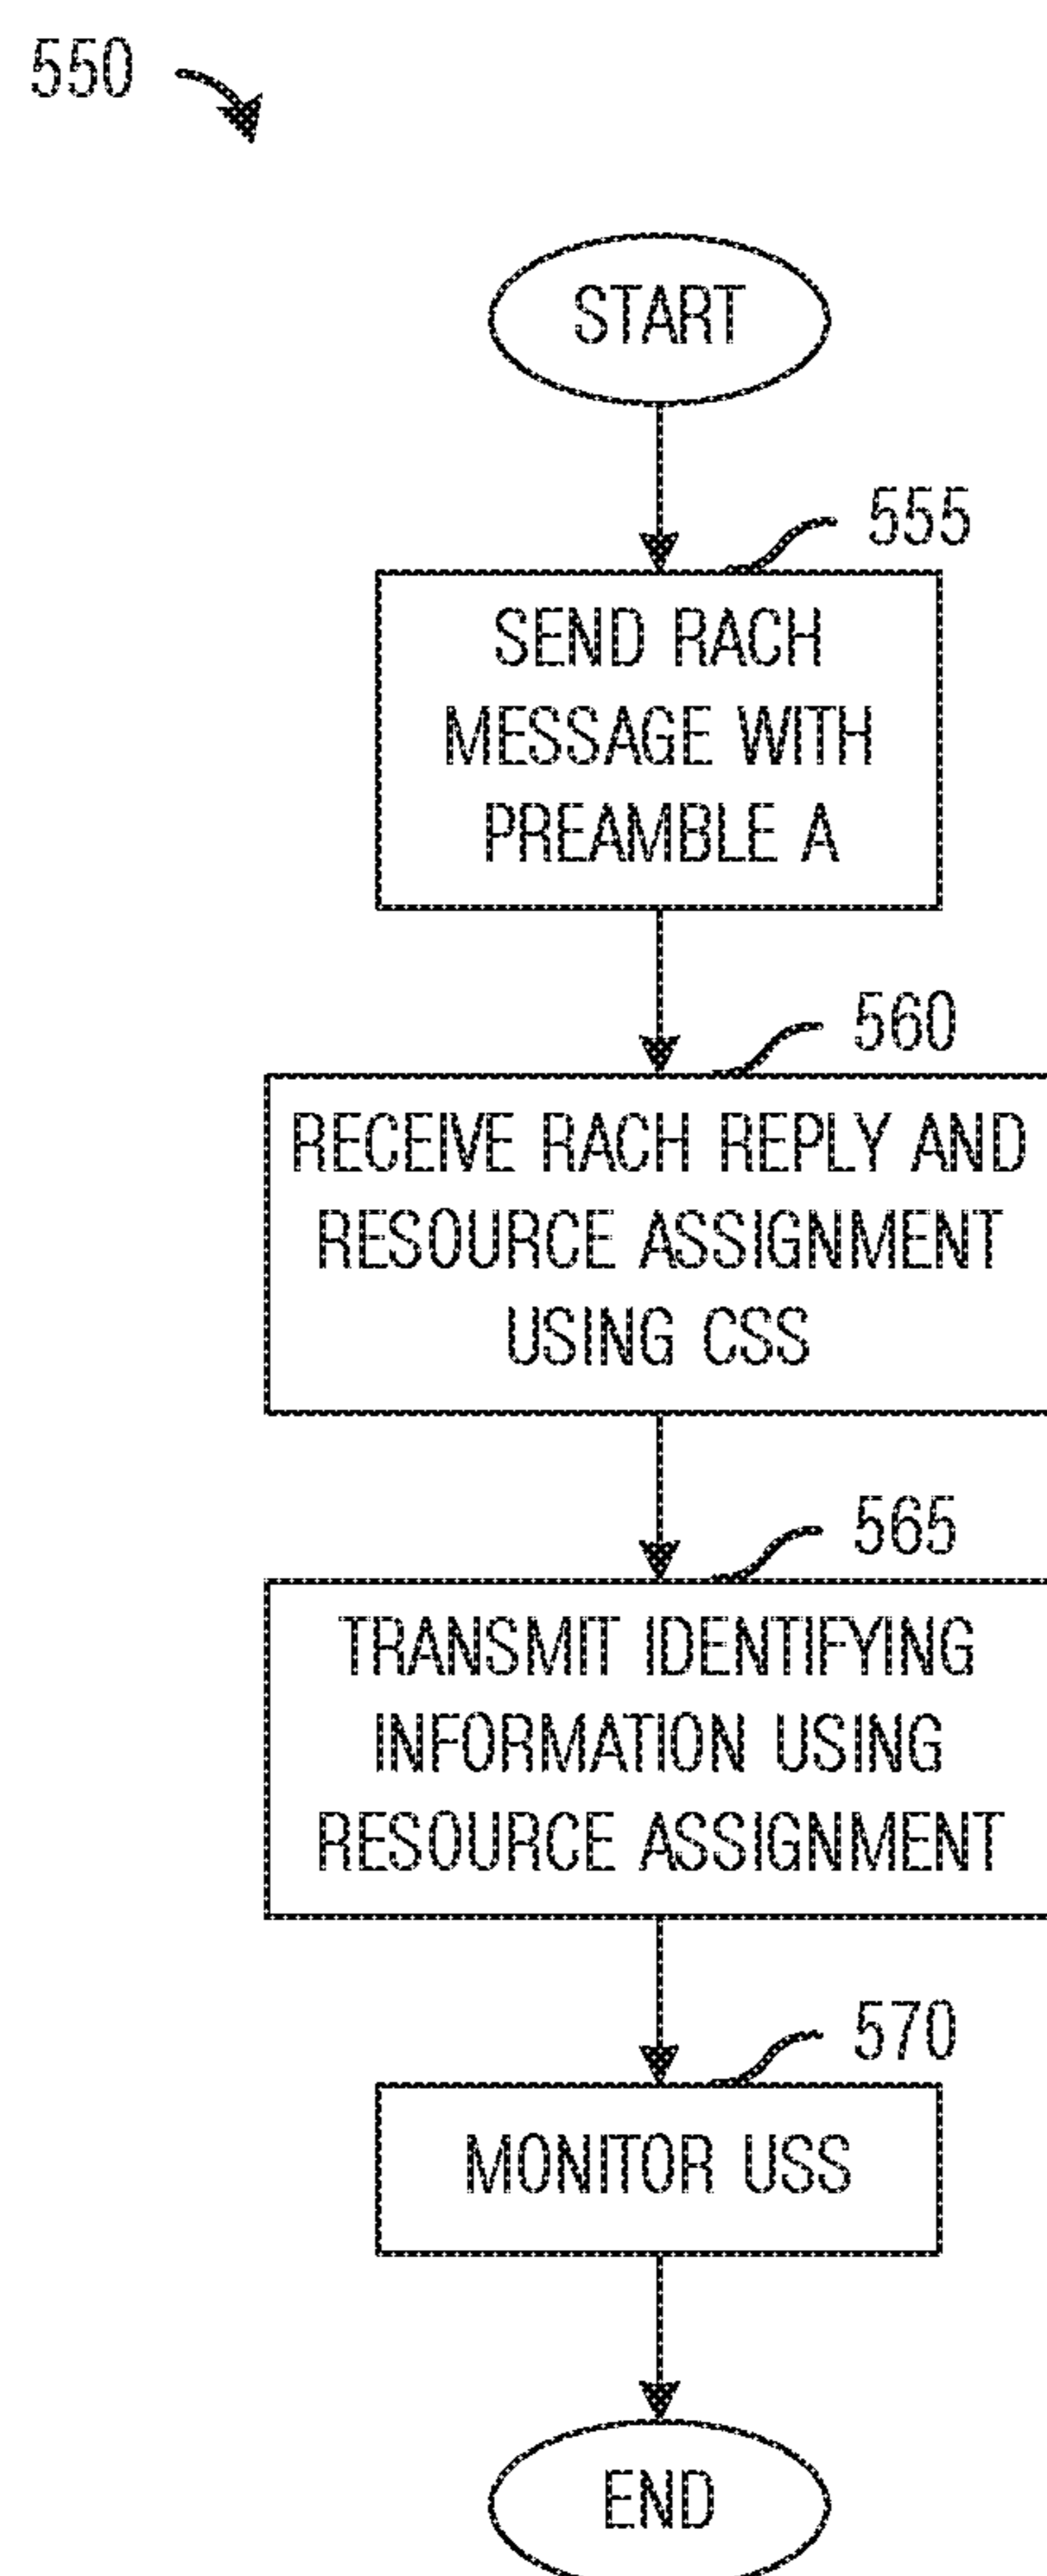 550
START
555
SEND RACH
MESSAGE WITH
PREAMBLE A
560
RECEIVE RACH REPLY AND
RESOURCE ASSIGNMENT
USING CSS
565
TRANSMIT IDENTIFYING
INFORMATION USING
RESOURCE ASSIGNMENT
570
MONITOR USS
END